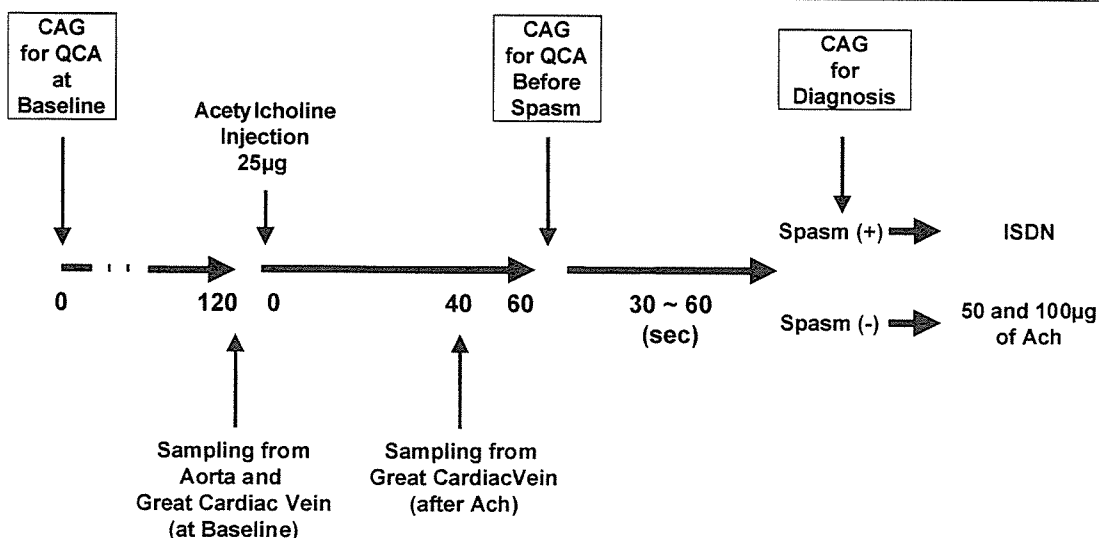 CAG
for QCA
at
Baseline
Acetylcholine
Injection
25µg
CAG
for QCA
Before
Spasm
CAG
for
Diagnosis
Spasm (+)
ISDN
0
120
0
40
60
30 ~ 60
(sec)
Spasm (-)
50 and 100µg
of Ach
Sampling from
Aorta and
Great Cardiac Vein
(at Baseline)
Sampling from
Great CardiacVein
(after Ach)